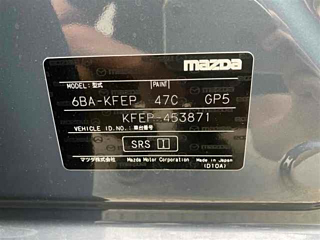 mazda
MODEL:型式 PAINT
6BA-KFEP 47C GP5
KFEP-453871
VEHICLE ID.NO.:車台番号
SRS
マツダ株式会社 Mazda Motor Corporation Made in Japan
(D10A)